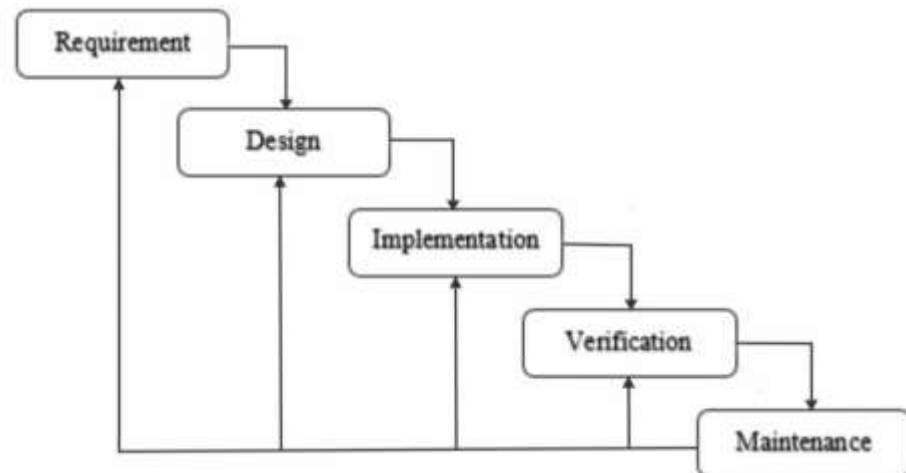 Requirement
Design
Implementation
Verification
Maintenance